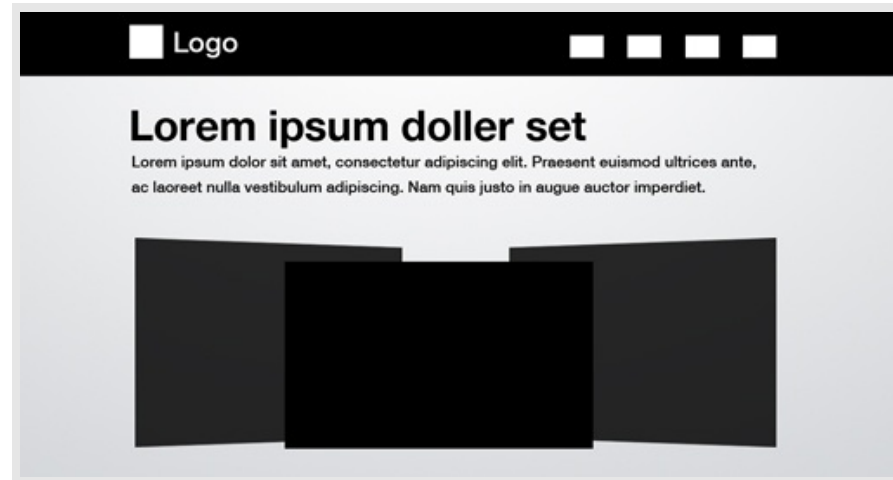 Logo
Lorem ipsum doller set
Lorem ipsum dolor sit amet, consectetur adipiscing elit. Praesent euismod ultrices ante,
ac laoreet nulla vestibulum adipiscing. Nam quis justo in augue auctor imperdiet.